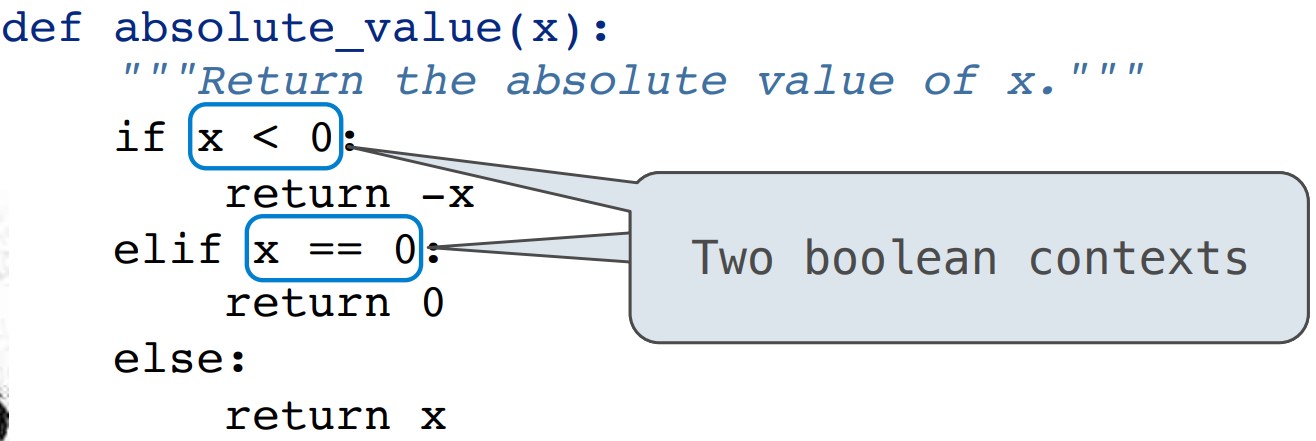 def absolute_value(x):
    """Return the absolute value of x."""
    if x < 0:
        return -x
    elif x == 0:
        return 0
    else:
        return x
Two boolean contexts